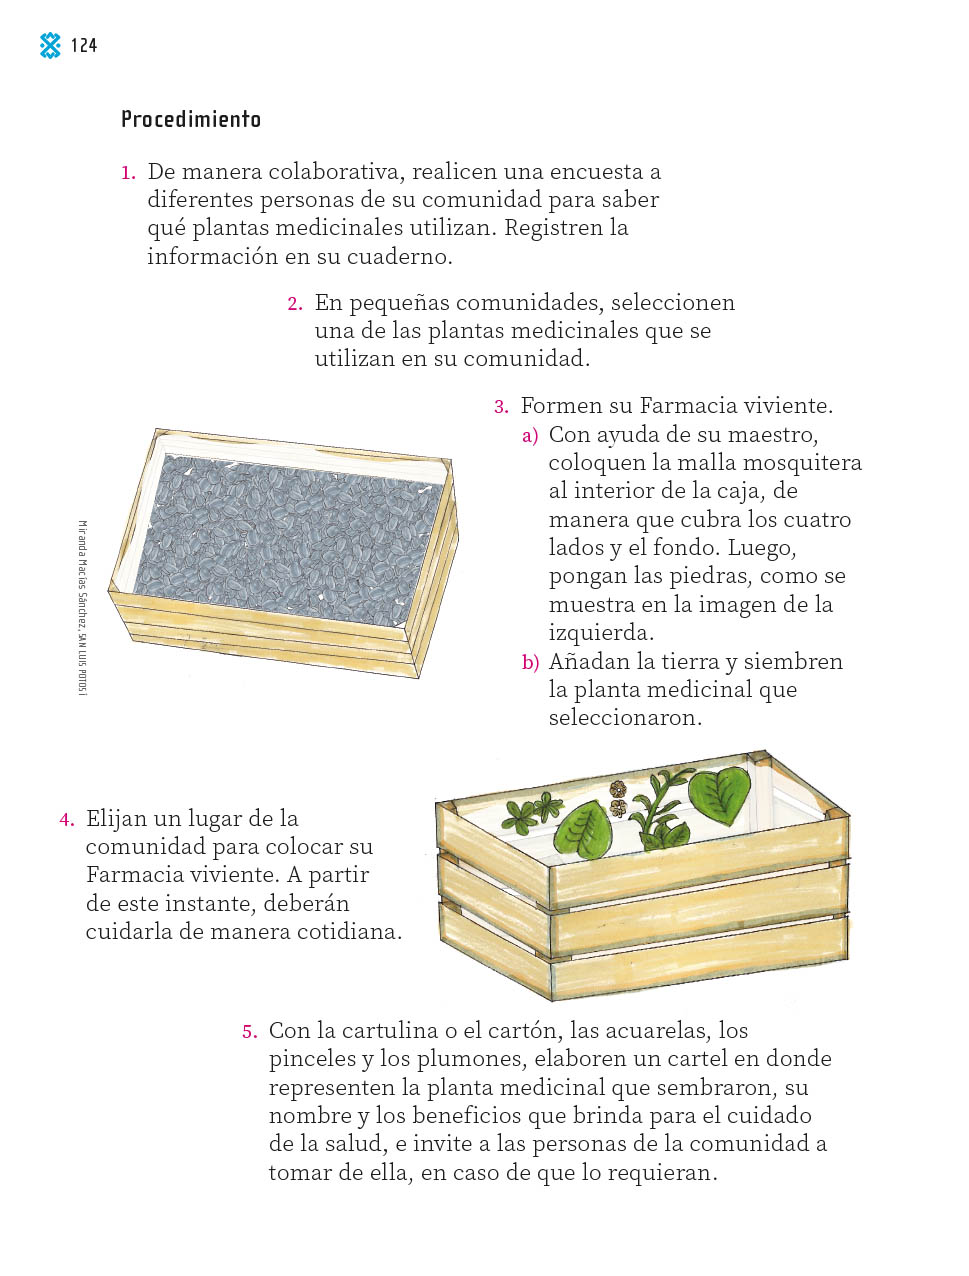 124
Procedimiento
1. De manera colaborativa, realicen una encuesta a
diferentes personas de su comunidad para saber
qué plantas medicinales utilizan. Registren la
información en su cuaderno.
2. En pequeñas comunidades, seleccionen
una de las plantas medicinales que se
utilizan en su comunidad.
3. Formen su Farmacia viviente.
a) Con ayuda de su maestro,
coloquen la malla mosquitera
al interior de la caja, de
manera que cubra los cuatro
lados y el fondo. Luego,
pongan las piedras, como se
muestra en la imagen de la
izquierda.
b) Añadan la tierra y siembren
la planta medicinal que
seleccionaron.
Miranda Macías Sánchez, SAN LUIS POTOSÍ
4. Elijan un lugar de la
comunidad para colocar su
Farmacia viviente. A partir
de este instante, deberán
cuidarla de manera cotidiana.
5. Con la cartulina o el cartón, las acuarelas, los
pinceles y los plumones, elaboren un cartel en donde
representen la planta medicinal que sembraron, su
nombre y los beneficios que brinda para el cuidado
de la salud, e invite a las personas de la comunidad a
tomar de ella, en caso de que lo requieran.